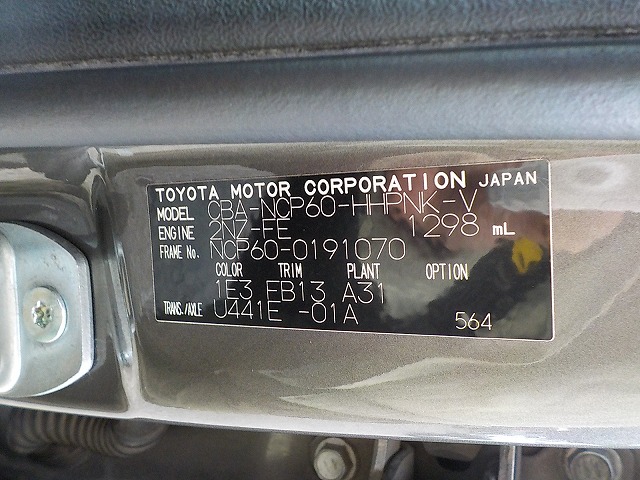 TOYOTA MOTOR CORPORATION JAPAN
MODEL CBA-NCP60-HHPNK-V
ENGINE 2NZ-FE 1298 mL
FRAME No. NCP60-0191070
COLOR TRIM PLANT OPTION
1E3 FB13 A31
TRANS./AXLE U441E -01A
564